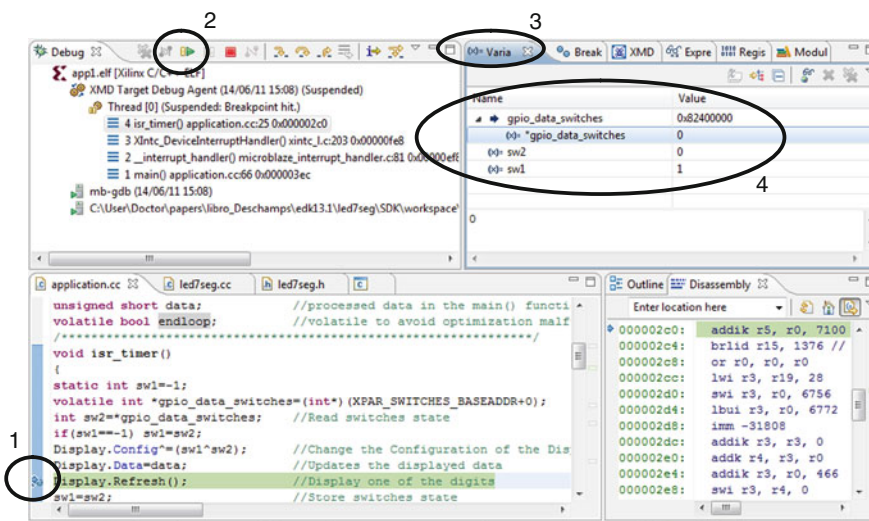 2
3
Debug
(x)= Varia
Break
XMD
Expre
Regis
Modul
app1.elf [Xilinx C/C++ ELF]
XMD Target Debug Agent (14/06/11 15:08) (Suspended)
Thread [0] (Suspended: Breakpoint hit.)
4 isr_timer() application.cc:25 0x000002c0
3 XIntc_DeviceInterruptHandler() xintc_l.c:203 0x00000fe8
2 __interrupt_handler() microblaze_interrupt_handler.c:81 0x00000ef8
1 main() application.cc:66 0x000003ec
mb-gdb (14/06/11 15:08)
C:\User\Doctor\papers\libro_Deschamps\edk13.1\led7seg\SDK\workspace
Name Value
gpio_data_switches 0x82400000
(x)= *gpio_data_switches 0
(x)= sw2 0
(x)= sw1 1
4
0
application.cc
led7seg.cc
led7seg.h
unsigned short data; //processed data in the main() functi
volatile bool endloop; //volatile to avoid optimization malf
void isr_timer()
{
static int sw1=-1;
volatile int *gpio_data_switches=(int*)(XPAR_SWITCHES_BASEADDR+0);
int sw2=*gpio_data_switches; //Read switches state
if(sw1==-1) sw1=sw2;
Display.Config^=(sw1^sw2); //Change the Configuration of the Dis
Display.Data=data; //Updates the displayed data
Display.Refresh(); //Display one of the digits
sw1=sw2; //Store switches state
1
Outline
Disassembly
Enter location here
000002c0: addik r5, r0, 7100
000002c4: brlid r15, 1376 //
000002c8: or r0, r0, r0
000002cc: lwi r3, r19, 28
000002d0: swi r3, r0, 6756
000002d4: lbui r3, r0, 6772
000002d8: imm -31808
000002dc: addik r3, r3, 0
000002e0: addk r4, r3, r0
000002e4: addik r3, r0, 466
000002e8: swi r3, r4, 0